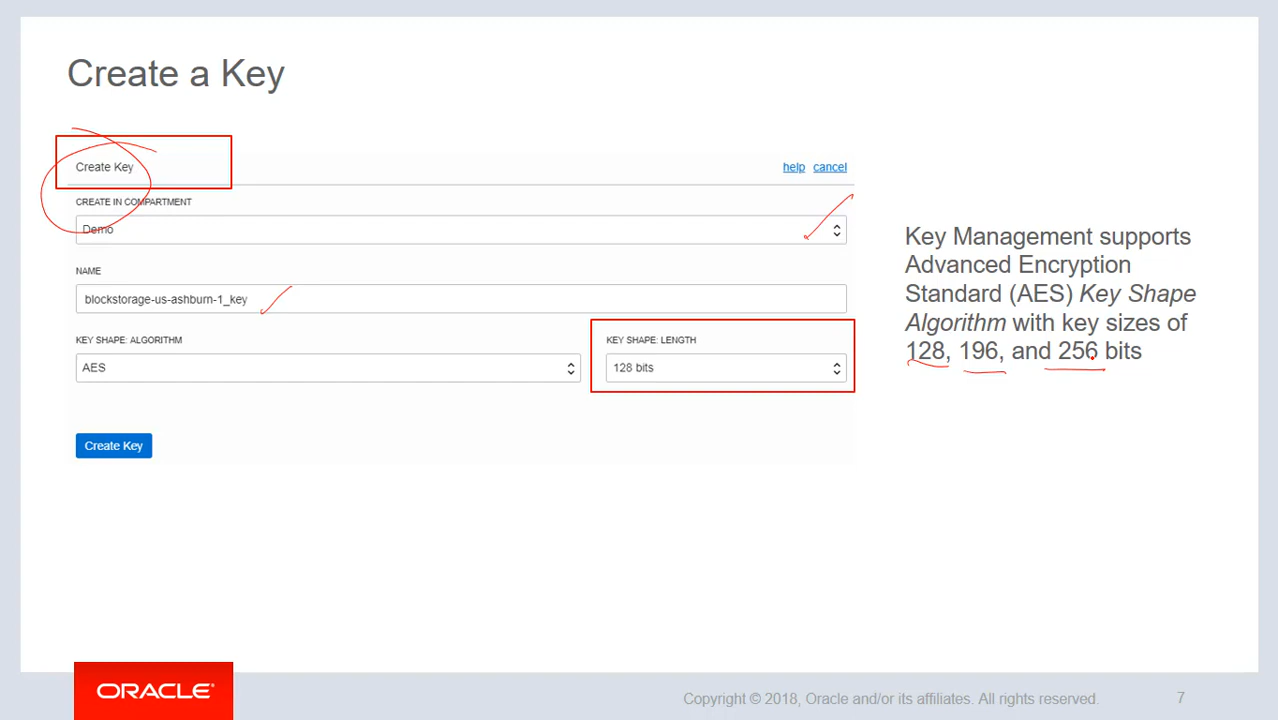 Create a Key
Create Key
help cancel
CREATE IN COMPARTMENT
Demo
NAME
blockstorage-us-ashburn-1_key
KEY SHAPE: ALGORITHM
AES
KEY SHAPE: LENGTH
128 bits
Create Key
Key Management supports
Advanced Encryption
Standard (AES) Key Shape
Algorithm with key sizes of
128, 196, and 256 bits
ORACLE®
Copyright © 2018, Oracle and/or its affiliates. All rights reserved.
7